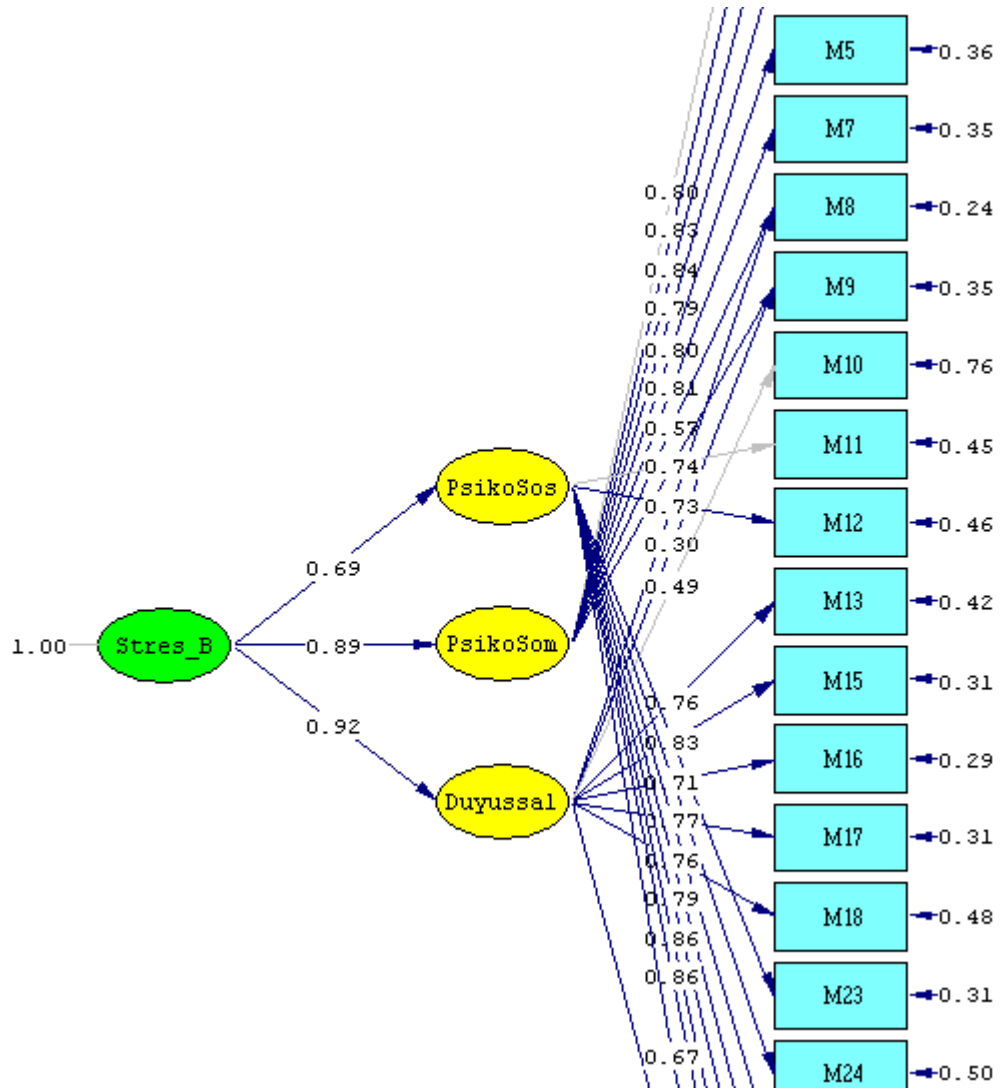 M5
0.36
M7
0.35
M8
0.24
M9
0.35
M10
0.76
M11
0.45
M12
0.46
M13
0.42
M15
0.31
M16
0.29
M17
0.31
M18
0.48
M23
0.31
M24
0.50
0.80
0.83
0.84
0.79
0.80
0.81
0.57
0.74
0.73
0.30
0.49
0.76
0.83
0.71
0.77
0.76
0.79
0.86
0.86
0.67
PsikoSos
PsikoSom
Duyussal
0.69
0.89
0.92
1.00
Stres_B